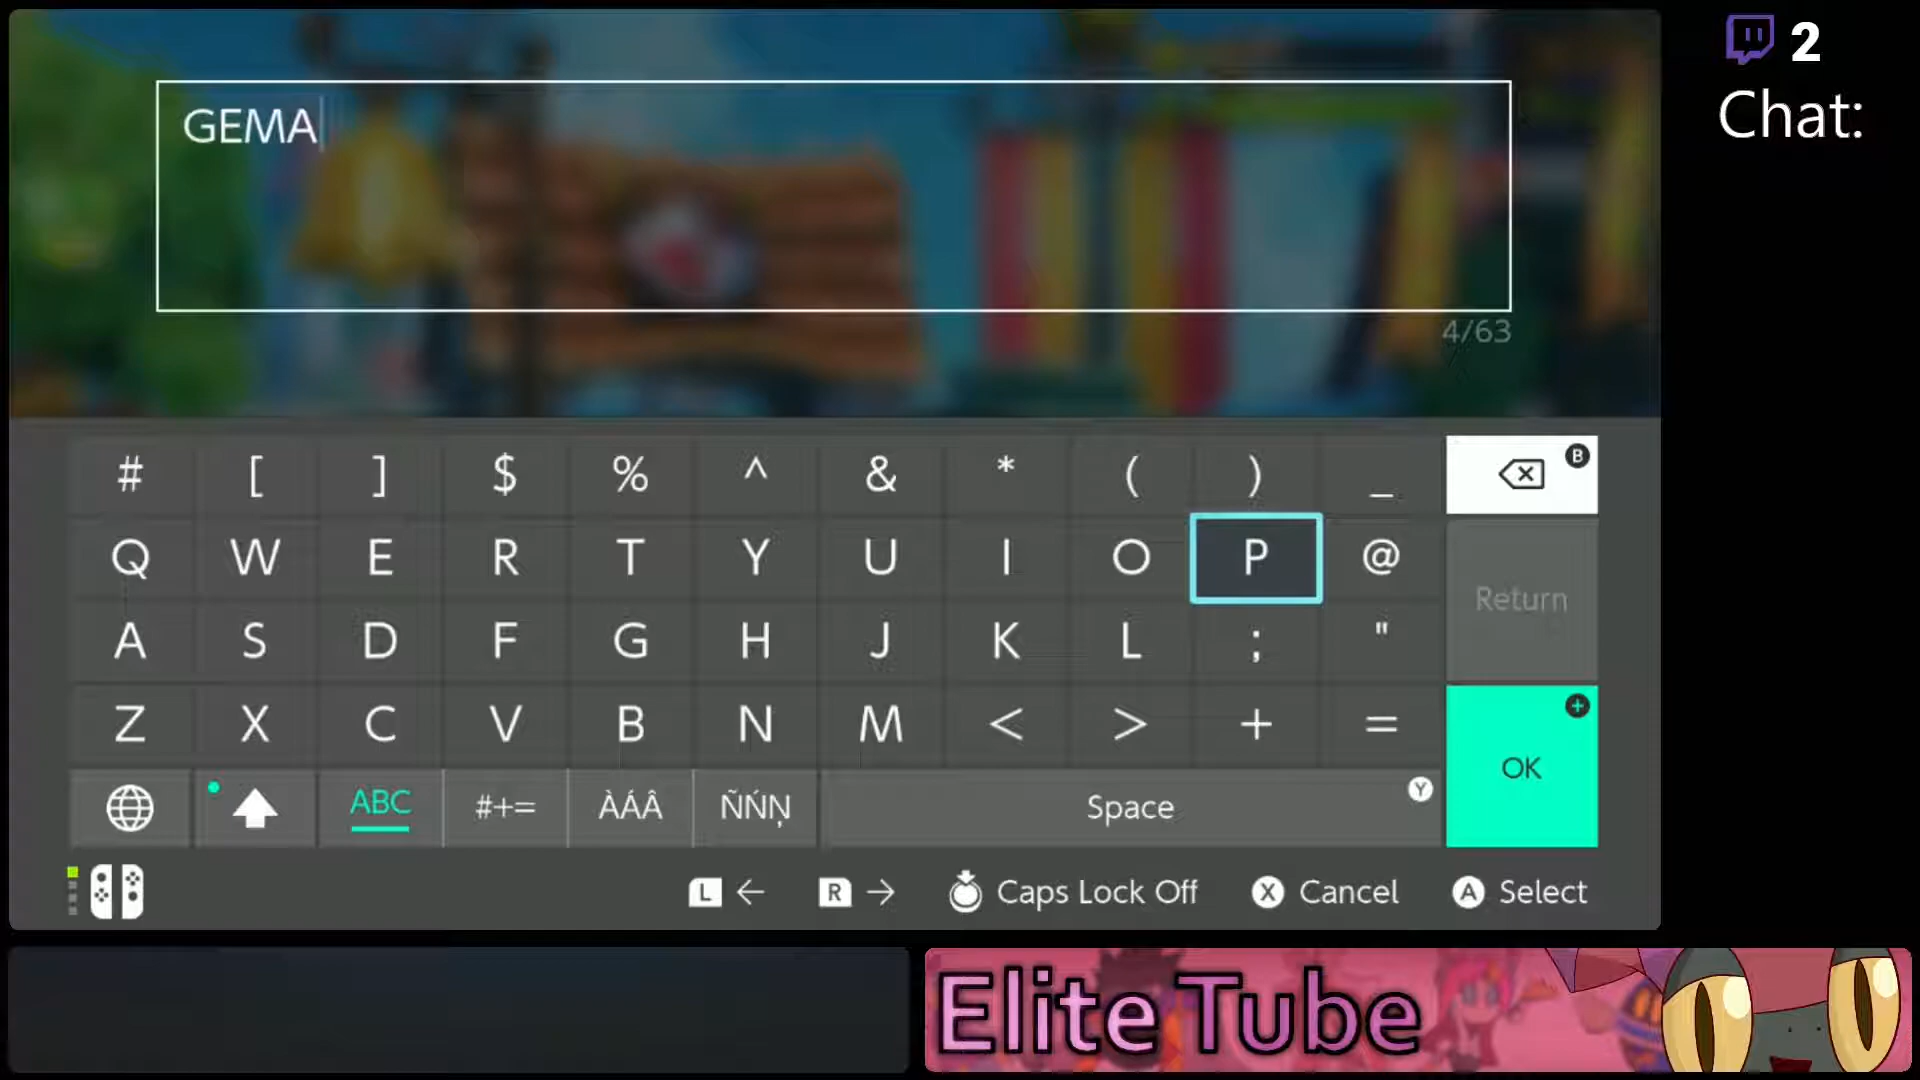 2
Chat:
GEMA
4/63
# [ ] $ % ^ & * ( ) _ B
Q W E R T Y U I O P @ Return
A S D F G H J K L ; "
Z X C V B N M < > + = OK
ABC #+= ÀÁÂ ÑŃŅ Space Y
L ← R → Caps Lock Off X Cancel A Select
Elite Tube